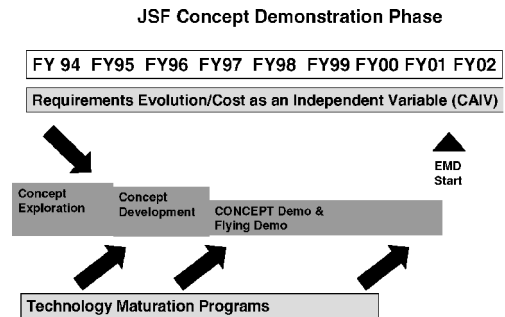 JSF Concept Demonstration Phase
FY 94 FY95 FY96 FY97 FY98 FY99 FY00 FY01 FY02
Requirements Evolution/Cost as an Independent Variable (CAIV)
EMD
Start
Concept
Exploration
Concept
Development
CONCEPT Demo &
Flying Demo
Technology Maturation Programs